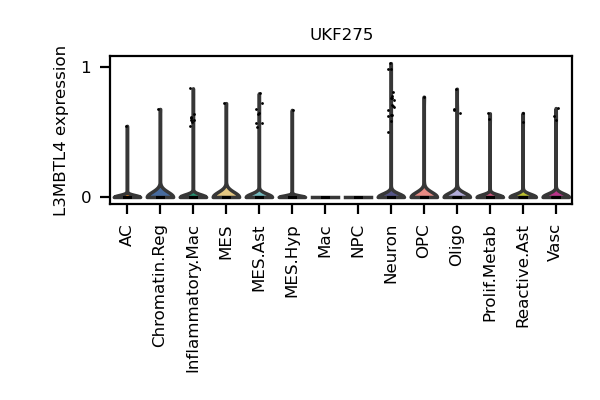 UKF275
L3MBTL4 expression
1
0
AC
Chromatin.Reg
Inflammatory.Mac
MES
MES.Ast
MES.Hyp
Mac
NPC
Neuron
OPC
Oligo
Prolif.Metab
Reactive.Ast
Vasc